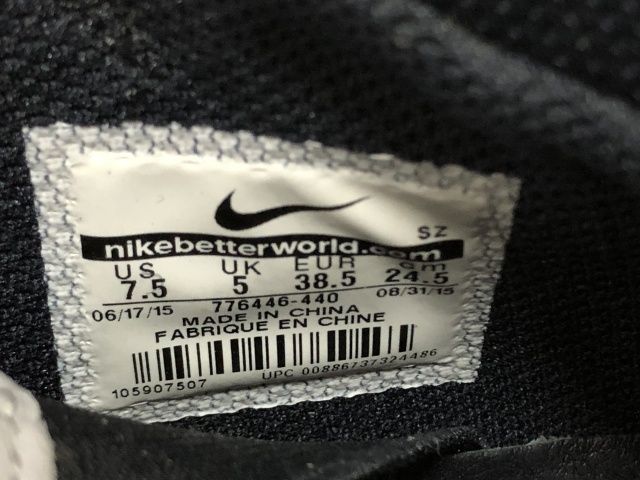 SZ
nikebetterworld.com
US UK EUR cm
7.5 5 38.5 24.5
06/17/15 776446-440 08/31/15
MADE IN CHINA
FABRIQUE EN CHINE
105907507 UPC 00886737324486